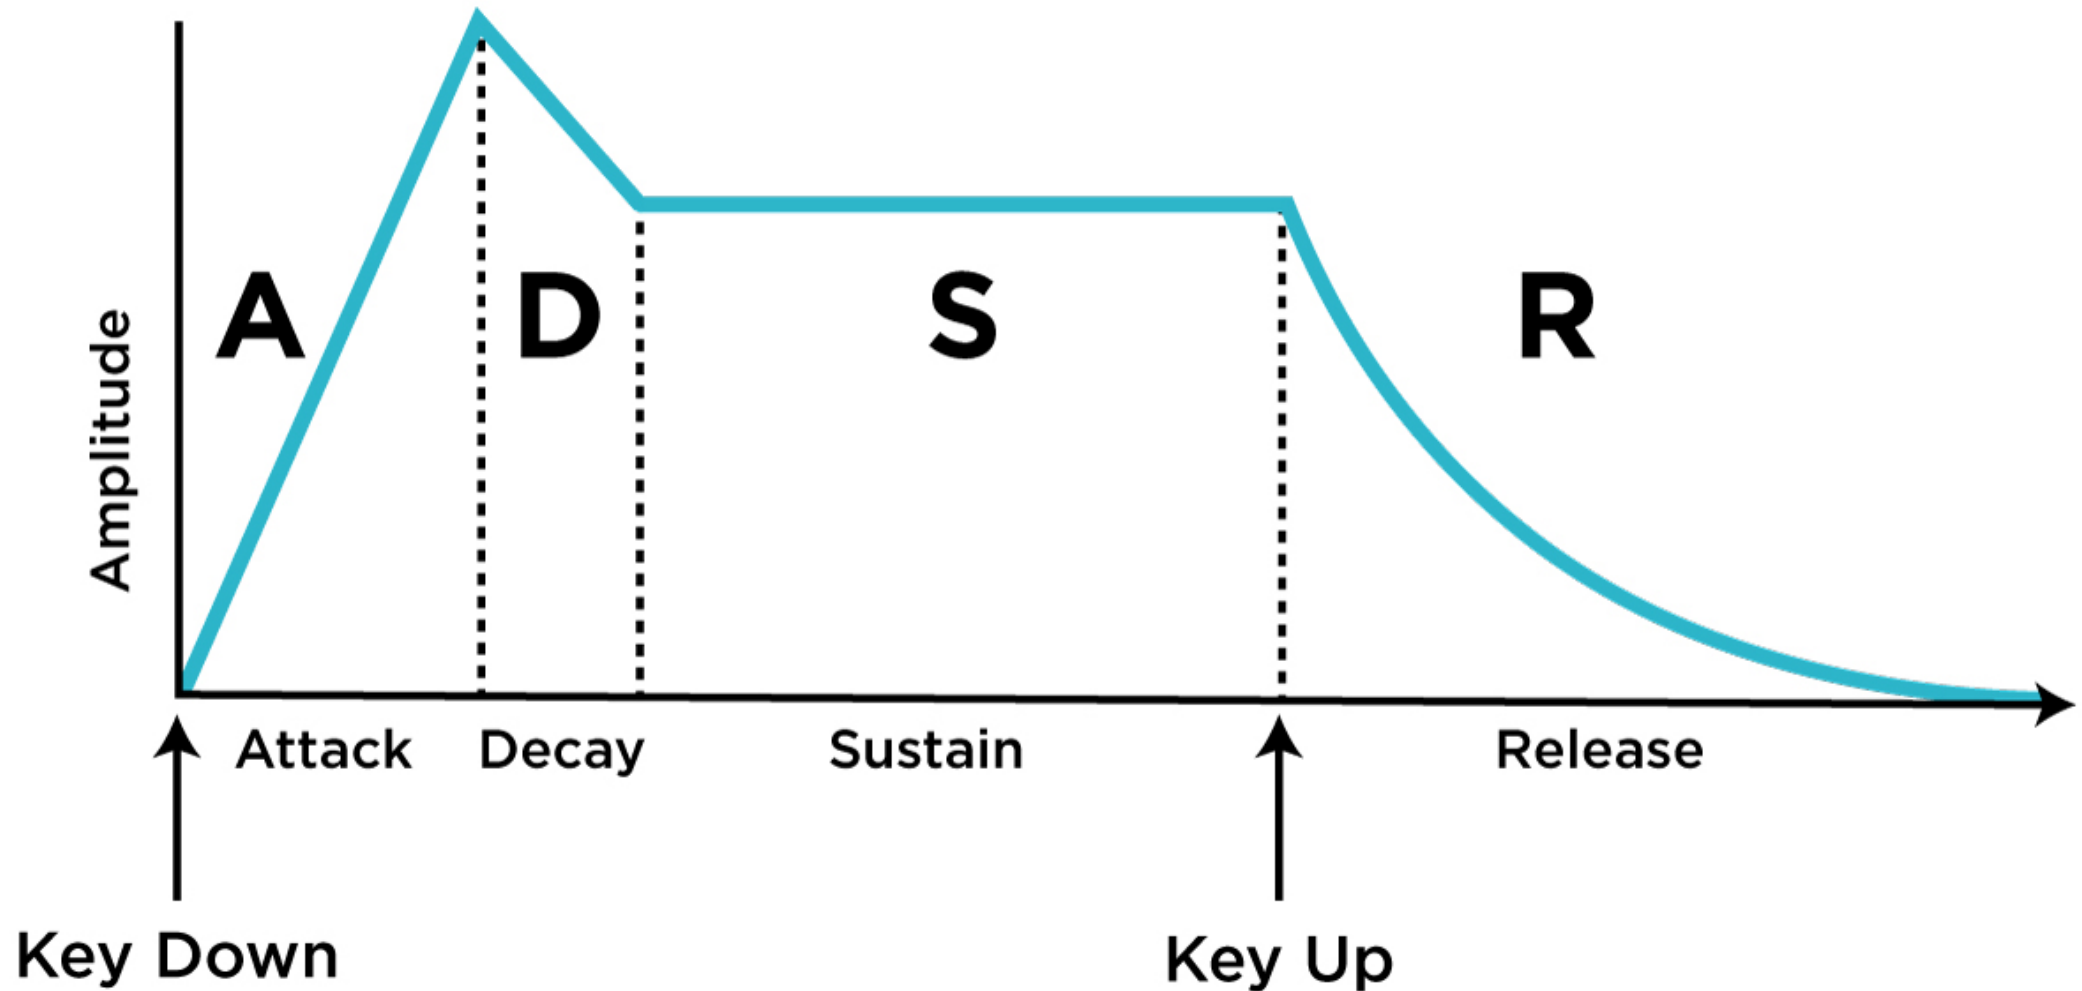 Amplitude
A
D
S
R
Attack
Decay
Sustain
Release
Key Down
Key Up